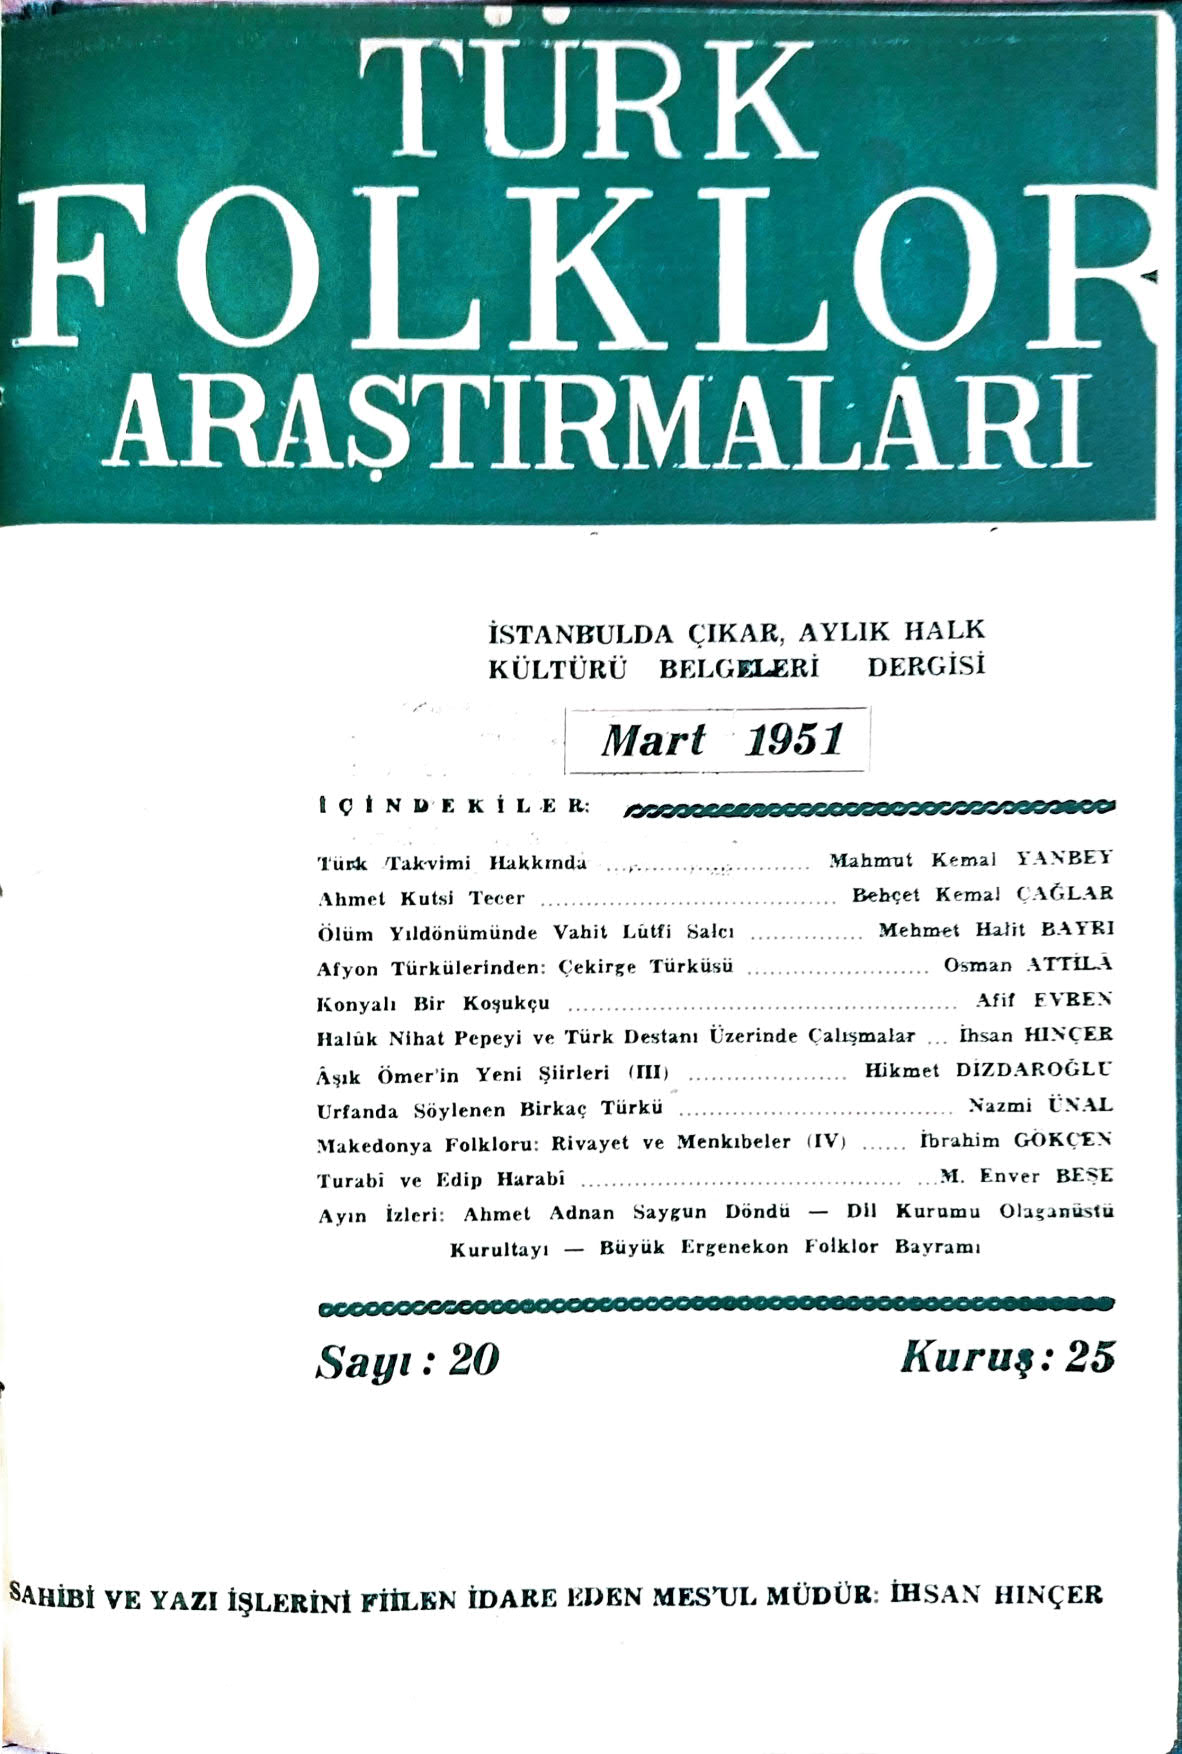 TÜRK
FOLKLOR
ARAŞTIRMALARI
İSTANBULDA ÇIKAR, AYLIK HALK
KÜLTÜRÜ BELGELERİ DERGİSİ
Mart 1951
İÇİNDEKİLER:
Türk Takvimi Hakkında .................... Mahmut Kemal YANBEY
Ahmet Kutsi Tecer .................... Behçet Kemal ÇAĞLAR
Ölüm Yıldönümünde Vahit Lûtfi Salcı ............... Mehmet Halit BAYRI
Afyon Türkülerinden: Çekirge Türküsü .................... Osman ATTİLÂ
Konyalı Bir Koşukçu .................... Afif EVREN
Halûk Nihat Pepeyi ve Türk Destanı Üzerinde Çalışmalar ... İhsan HINÇER
Âşık Ömer'in Yeni Şiirleri (III) .................... Hikmet DİZDAROĞLU
Urfanda Söylenen Birkaç Türkü .................... Nazmi ÜNAL
Makedonya Folkloru: Rivayet ve Menkıbeler (IV) ...... İbrahim GÖKÇEN
Turabî ve Edip Harabî .................... M. Enver BEŞE
Ayın İzleri: Ahmet Adnan Saygun Döndü — Dil Kurumu Olağanüstü
Kurultayı — Büyük Ergenekon Folklor Bayramı
Sayı: 20 Kuruş: 25
SAHİBİ VE YAZI İŞLERİNİ FİİLEN İDARE EDEN MES'UL MÜDÜR: İHSAN HINÇER